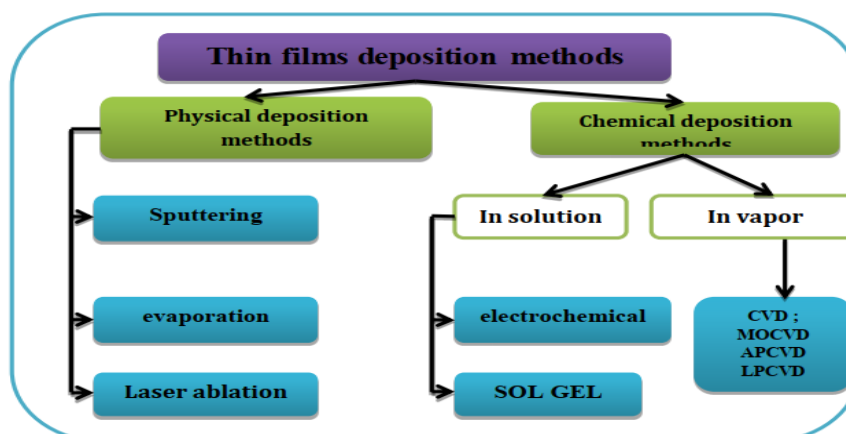 Thin films deposition methods
Physical deposition
methods
Chemical deposition
methods
Sputtering
In solution
In vapor
evaporation
electrochemical
CVD ;
MOCVD
APCVD
LPCVD
Laser ablation
SOL GEL